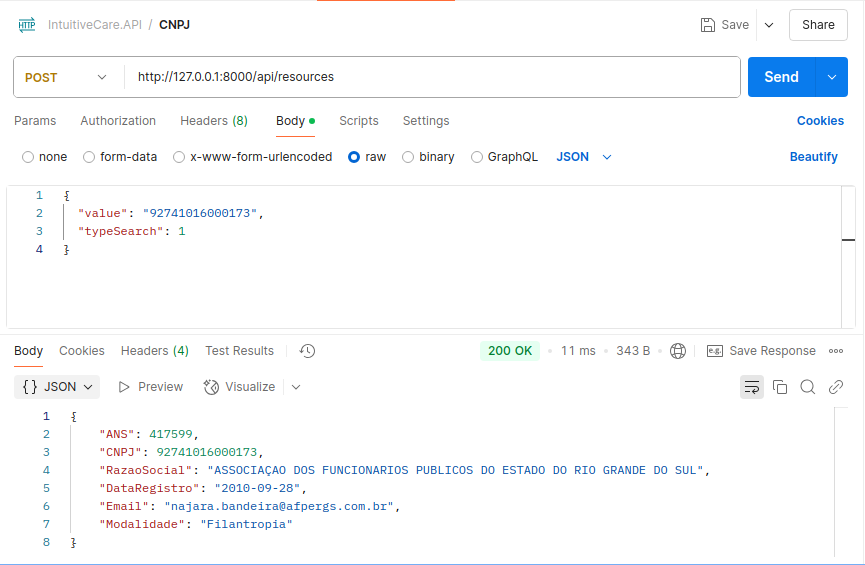 HTTP IntuitiveCare.API / CNPJ Save Share
POST http://127.0.0.1:8000/api/resources Send
Params Authorization Headers (8) Body Scripts Settings Cookies
none form-data x-www-form-urlencoded raw binary GraphQL JSON Beautify
1 {
2 "value": "92741016000173",
3 "typeSearch": 1
4 }
Body Cookies Headers (4) Test Results 200 OK • 11 ms • 343 B • e.g. Save Response
{} JSON Preview Visualize
1 {
2 "ANS": 417599,
3 "CNPJ": 92741016000173,
4 "RazaoSocial": "ASSOCIAÇAO DOS FUNCIONARIOS PUBLICOS DO ESTADO DO RIO GRANDE DO SUL",
5 "DataRegistro": "2010-09-28",
6 "Email": "najara.bandeira@afpergs.com.br",
7 "Modalidade": "Filantropia"
8 }